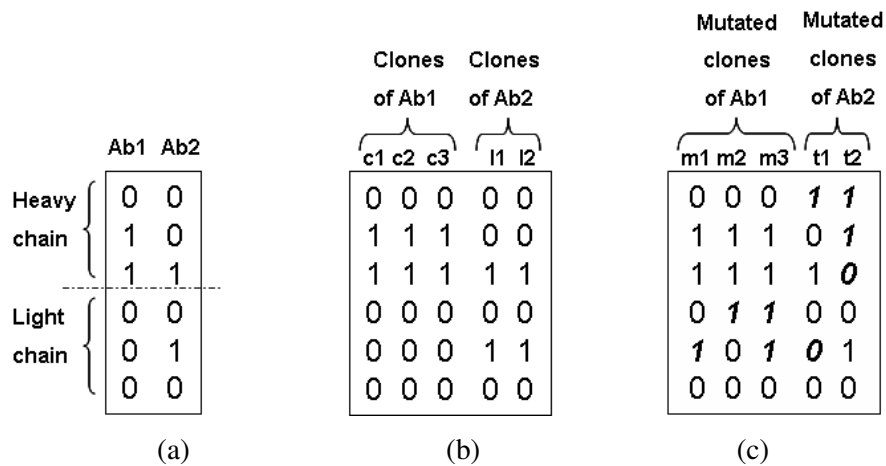 Ab1 Ab2
Heavy
chain
0 0
1 0
1 1
Light
chain
0 0
0 1
0 0
(a)
Clones
of Ab1
Clones
of Ab2
c1 c2 c3 l1 l2
0 0 0 0 0
1 1 1 0 0
1 1 1 1 1
0 0 0 0 0
0 0 0 1 1
0 0 0 0 0
(b)
Mutated
clones
of Ab1
Mutated
clones
of Ab2
m1 m2 m3 t1 t2
0 0 0 1 1
1 1 1 0 1
1 1 1 1 0
0 1 1 0 0
1 0 1 0 1
0 0 0 0 0
(c)